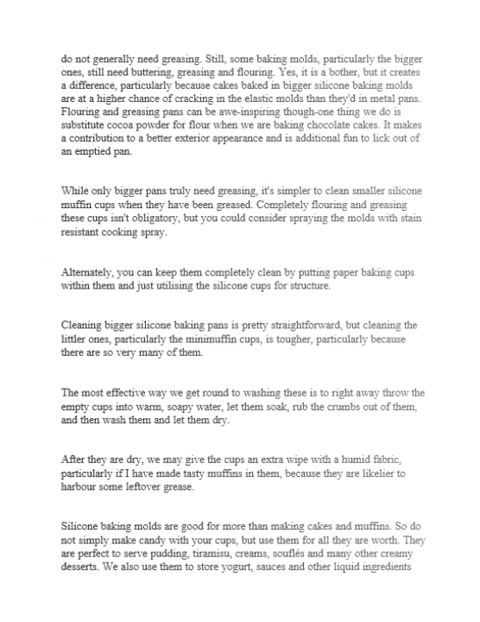 do not generally need greasing. Still, some baking molds, particularly the bigger
ones, still need buttering, greasing and flouring. Yes, it is a bother, but it creates
a difference, particularly because cakes baked in bigger silicone baking molds
are at a higher chance of cracking in the elastic molds than they'd in metal pans.
Flouring and greasing pans can be awe-inspiring though-one thing we do is
substitute cocoa powder for flour when we are baking chocolate cakes. It makes
a contribution to a better exterior appearance and is additional fun to lick out of
an emptied pan.
While only bigger pans truly need greasing, it's simpler to clean smaller silicone
muffin cups when they have been greased. Completely flouring and greasing
these cups isn't obligatory, but you could consider spraying the molds with stain
resistant cooking spray.
Alternately, you can keep them completely clean by putting paper baking cups
within them and just utilising the silicone cups for structure.
Cleaning bigger silicone baking pans is pretty straightforward, but cleaning the
littler ones, particularly the minimuffin cups, is tougher, particularly because
there are so very many of them.
The most effective way we get round to washing these is to right away throw the
empty cups into warm, soapy water, let them soak, rub the crumbs out of them,
and then wash them and let them dry.
After they are dry, we may give the cups an extra wipe with a humid fabric,
particularly if I have made tasty muffins in them, because they are likelier to
harbour some leftover grease.
Silicone baking molds are good for more than making cakes and muffins. So do
not simply make candy with your cups, but use them for all they are worth. They
are perfect to serve pudding, tiramisu, creams, souflés and many other creamy
desserts. We also use them to store yogurt, sauces and other liquid ingredients